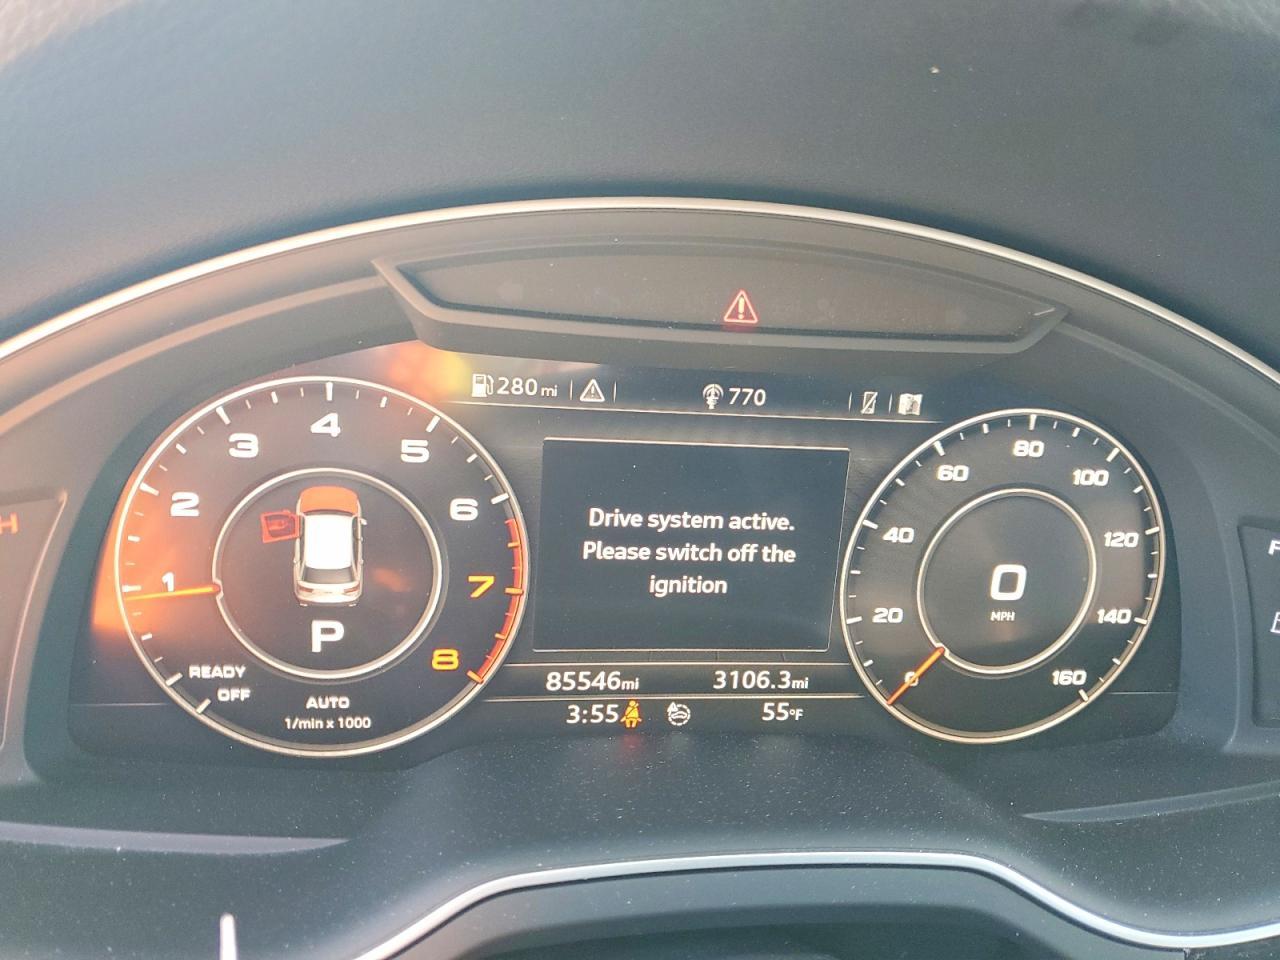 280 mi
770
Drive system active.
Please switch off the
ignition
1
2
3
4
5
6
7
8
P
READY
OFF
AUTO
1/min x 1000
0
20
40
60
80
100
120
140
160
0
MPH
85546mi
3106.3mi
3:55
55°F
H
F